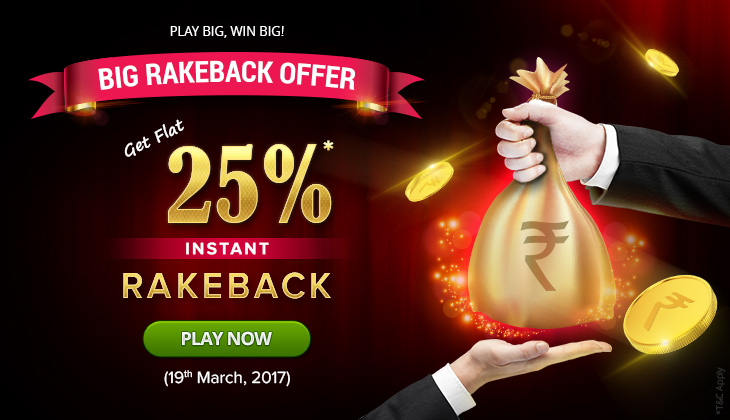 PLAY BIG, WIN BIG!
BIG RAKEBACK OFFER
Get Flat
25%*
INSTANT
RAKEBACK
PLAY NOW
(19th March, 2017)
₹
₹
*T&C Apply